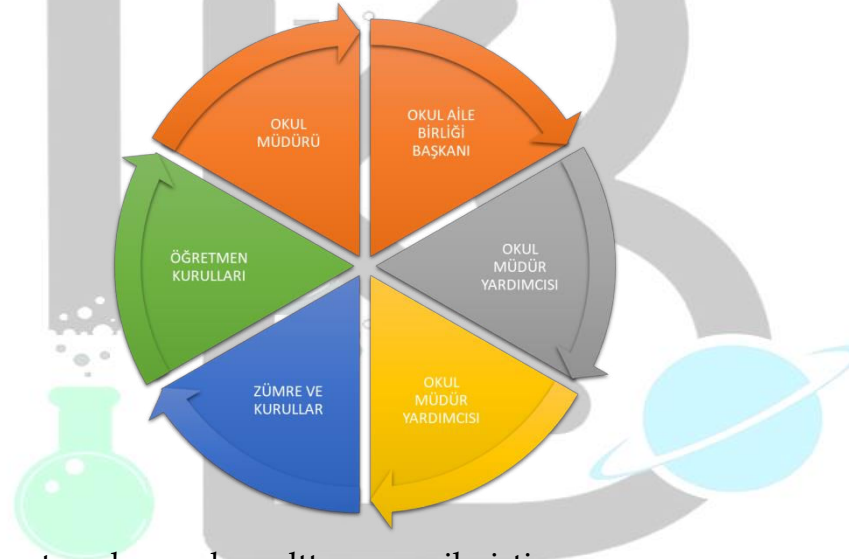 OKUL
MÜDÜRÜ
OKUL AİLE
BİRLİĞİ
BAŞKANI
OKUL
MÜDÜR
YARDIMCISI
OKUL
MÜDÜR
YARDIMCISI
ZÜMRE VE
KURULLAR
ÖĞRETMEN
KURULLARI